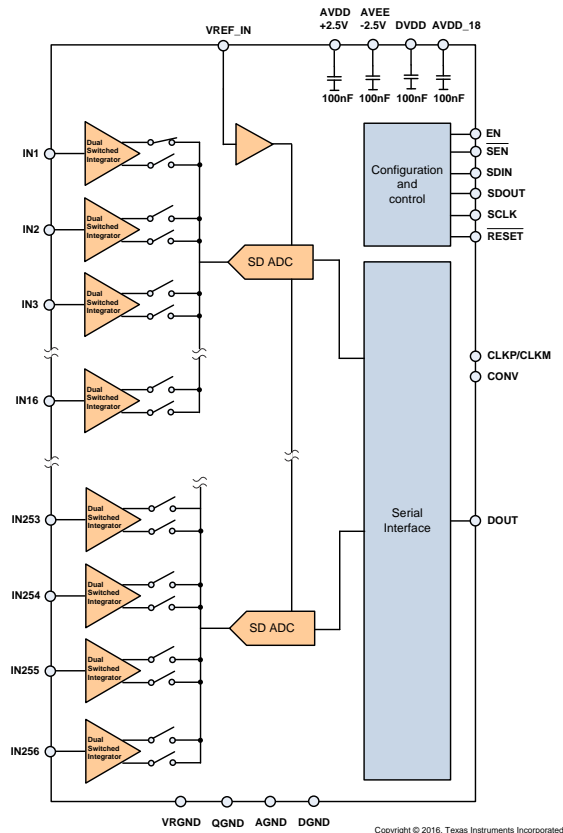 AVDD
+2.5V
AVEE
-2.5V
DVDD
AVDD_18
VREF_IN
100nF
100nF
100nF
100nF
IN1
Dual
Switched
Integrator
IN2
Dual
Switched
Integrator
IN3
Dual
Switched
Integrator
IN16
Dual
Switched
Integrator
SD ADC
Configuration
and
control
EN
SEN
SDIN
SDOUT
SCLK
RESET
CLKP/CLKM
CONV
Serial
Interface
DOUT
IN253
Dual
Switched
Integrator
IN254
Dual
Switched
Integrator
IN255
Dual
Switched
Integrator
IN256
Dual
Switched
Integrator
SD ADC
VRGND
QGND
AGND
DGND
Copyright © 2016, Texas Instruments Incorporated